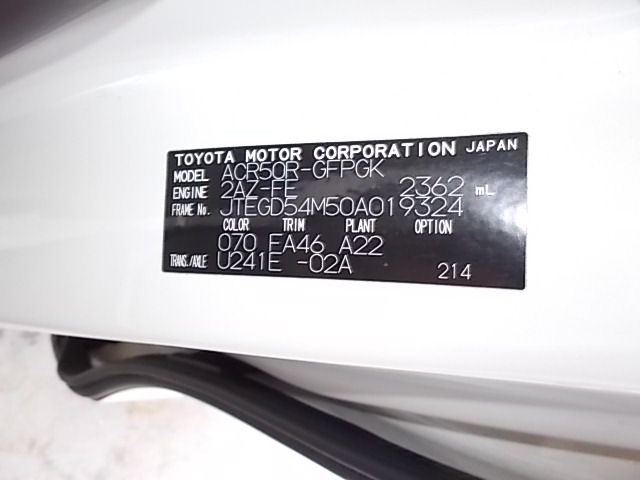 TOYOTA MOTOR CORPORATION JAPAN
MODEL ACR50R-GFPGK
ENGINE 2AZ-FE 2362 mL
FRAME No. JTEGD54M50A019324
COLOR TRIM PLANT OPTION
070 EA46 A22
TRANS./AXLE U241E -02A 214